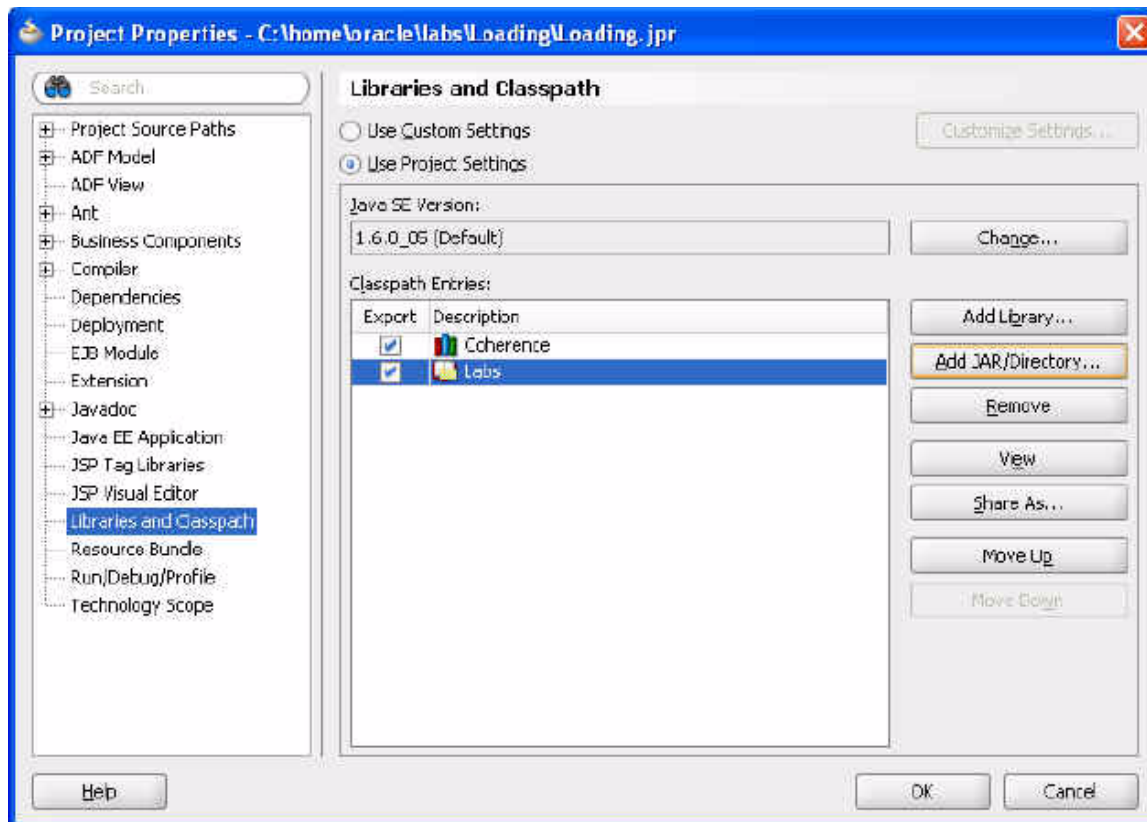 Project Properties - C:\home\oracle\labs\Loading\Loading.jpr
Search
Project Source Paths
ADF Model
ADF View
Ant
Business Components
Compiler
Dependencies
Deployment
EJB Module
Extension
Javadoc
Java EE Application
JSP Tag Libraries
JSP Visual Editor
Libraries and Classpath
Resource Bundle
Run/Debug/Profile
Technology Scope
Libraries and Classpath
Use Custom Settings
Customize Settings...
Use Project Settings
Java SE Version:
1.6.0_05 (Default)
Change...
Classpath Entries:
Export Description
Coherence
Labs
Add Library...
Add JAR/Directory...
Remove
View
Share As...
Move Up
Move Down
Help
OK
Cancel